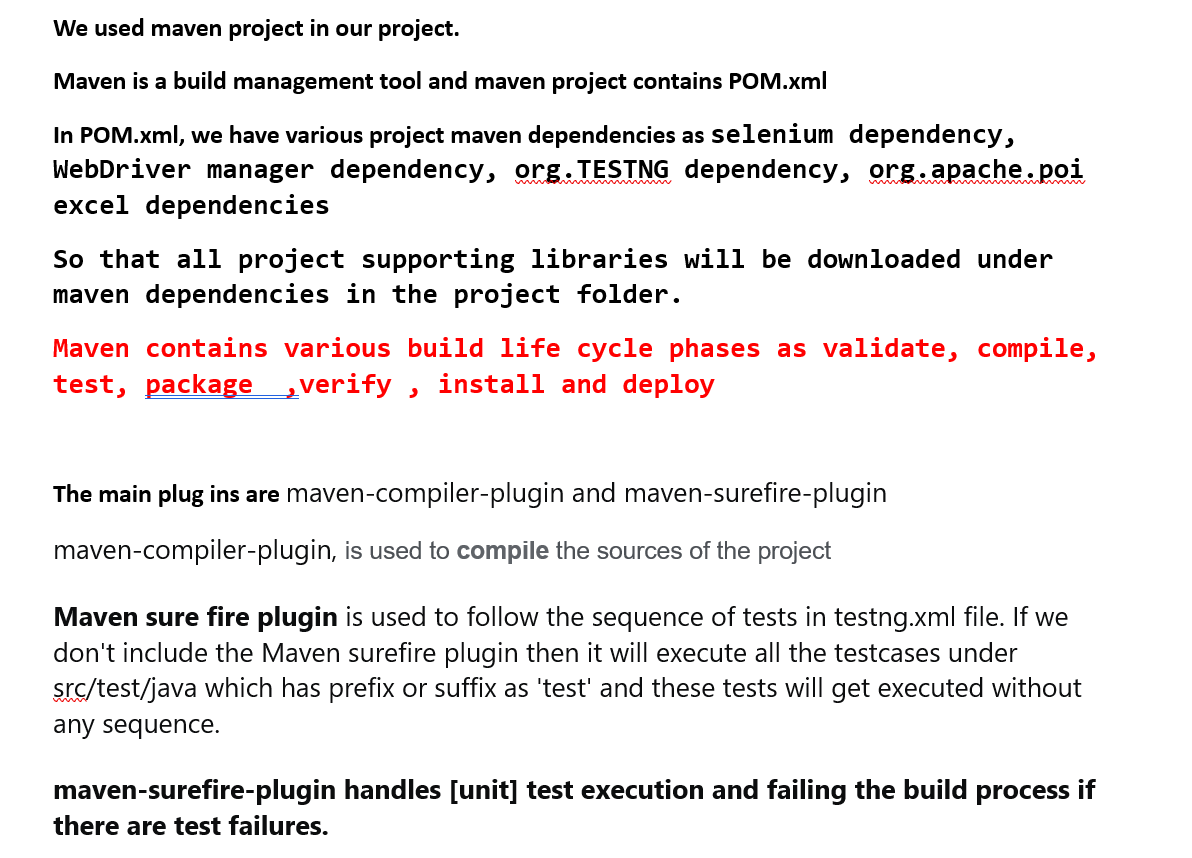 We used maven project in our project.
Maven is a build management tool and maven project contains POM.xml
In POM.xml, we have various project maven dependencies as selenium dependency,
WebDriver manager dependency, org.TESTNG dependency, org.apache.poi
excel dependencies
So that all project supporting libraries will be downloaded under
maven dependencies in the project folder.
Maven contains various build life cycle phases as validate, compile,
test, package  ,verify , install and deploy
The main plug ins are maven-compiler-plugin and maven-surefire-plugin
maven-compiler-plugin, is used to compile the sources of the project
Maven sure fire plugin is used to follow the sequence of tests in testng.xml file. If we
don't include the Maven surefire plugin then it will execute all the testcases under
src/test/java which has prefix or suffix as 'test' and these tests will get executed without
any sequence.
maven-surefire-plugin handles [unit] test execution and failing the build process if
there are test failures.